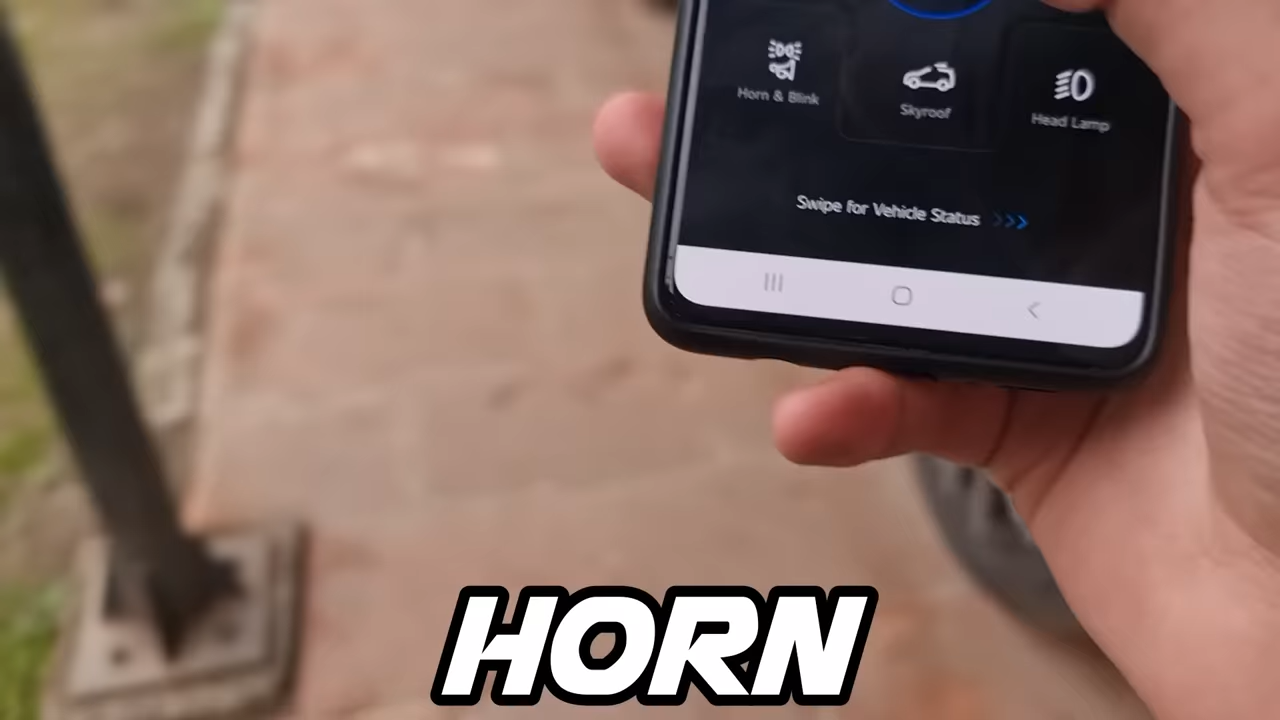 Horn & Blink
Skyroof
Head Lamp
Swipe for Vehicle Status >>>
HORN